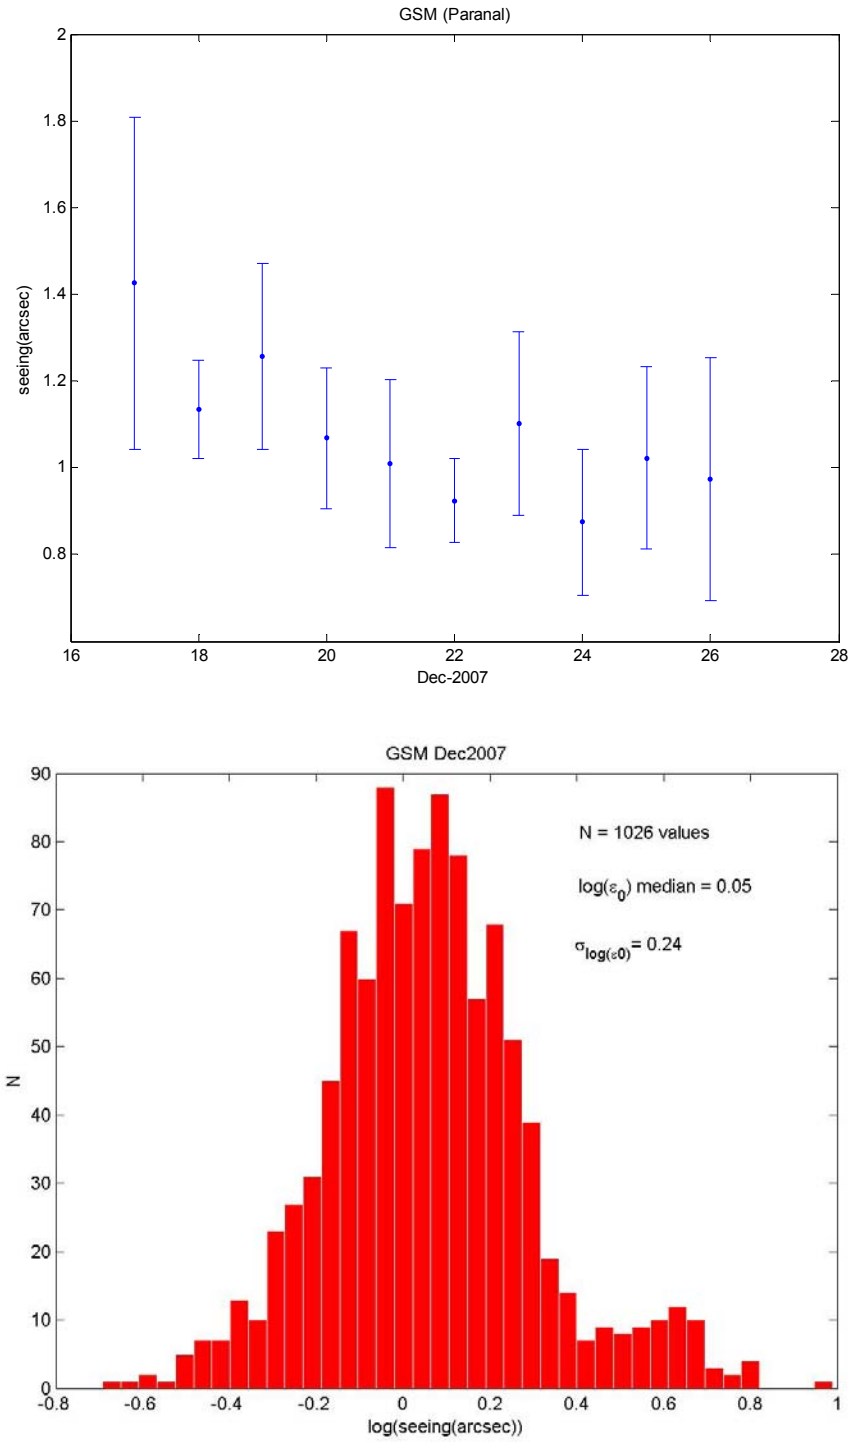 GSM (Paranal)
2
1.8
1.6
1.4
1.2
1
0.8
seeing(arcsec)
16 18 20 22 24 26 28
Dec-2007
GSM Dec2007
90
80
70
60
50
40
30
20
10
0
N
N = 1026 values
log(ε0) median = 0.05
σlog(ε0)= 0.24
-0.8 -0.6 -0.4 -0.2 0 0.2 0.4 0.6 0.8 1
log(seeing(arcsec))